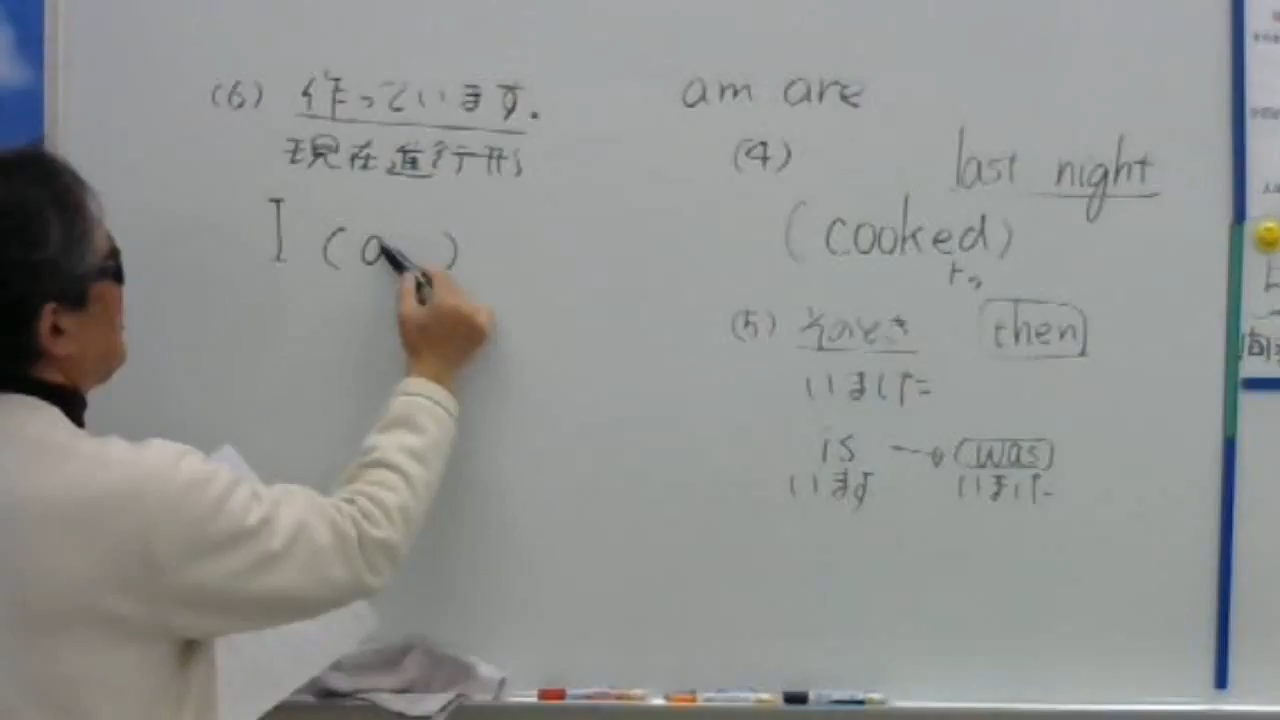 (6) 作っています.
現在進行形
I ( a )
am are
(4) last night
(cooked)
た。
(5) そのとき then
いました
is → was
います いました